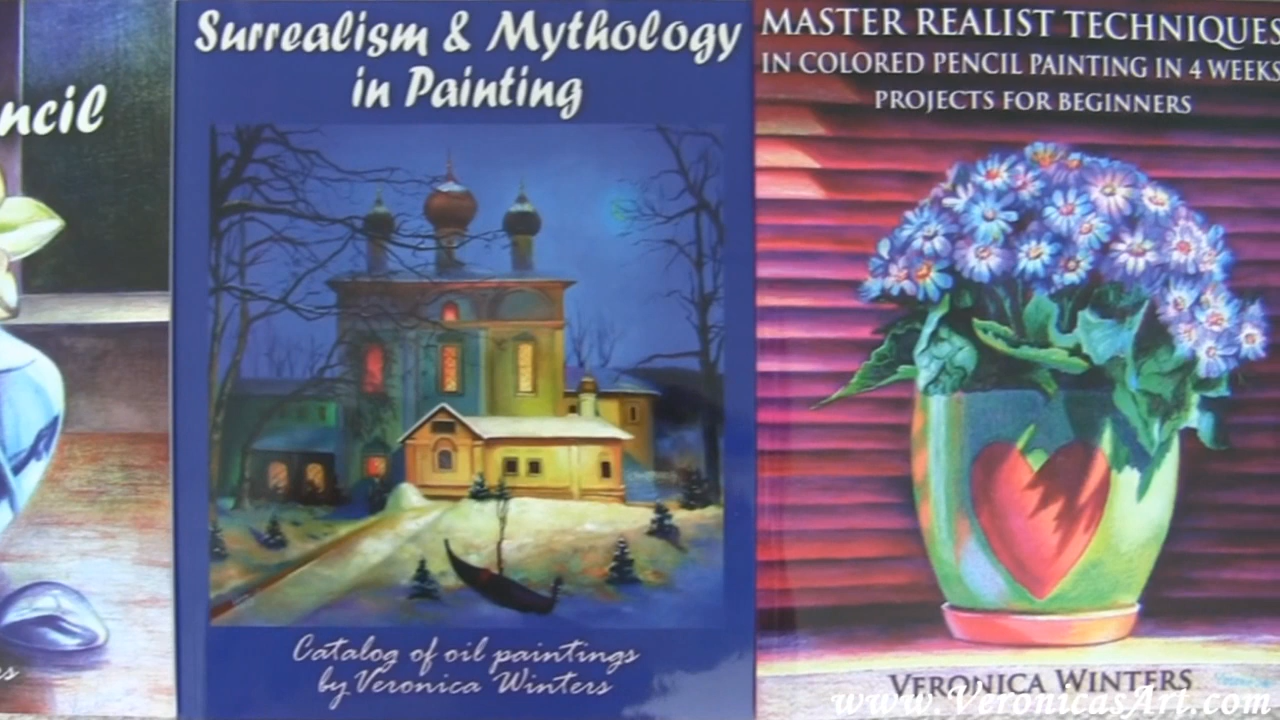 ncil
Surrealism & Mythology
in Painting
Catalog of oil paintings
by Veronica Winters
MASTER REALIST TECHNIQUES
IN COLORED PENCIL PAINTING IN 4 WEEKS
PROJECTS FOR BEGINNERS
VERONICA WINTERS
www.VeronicasArt.com